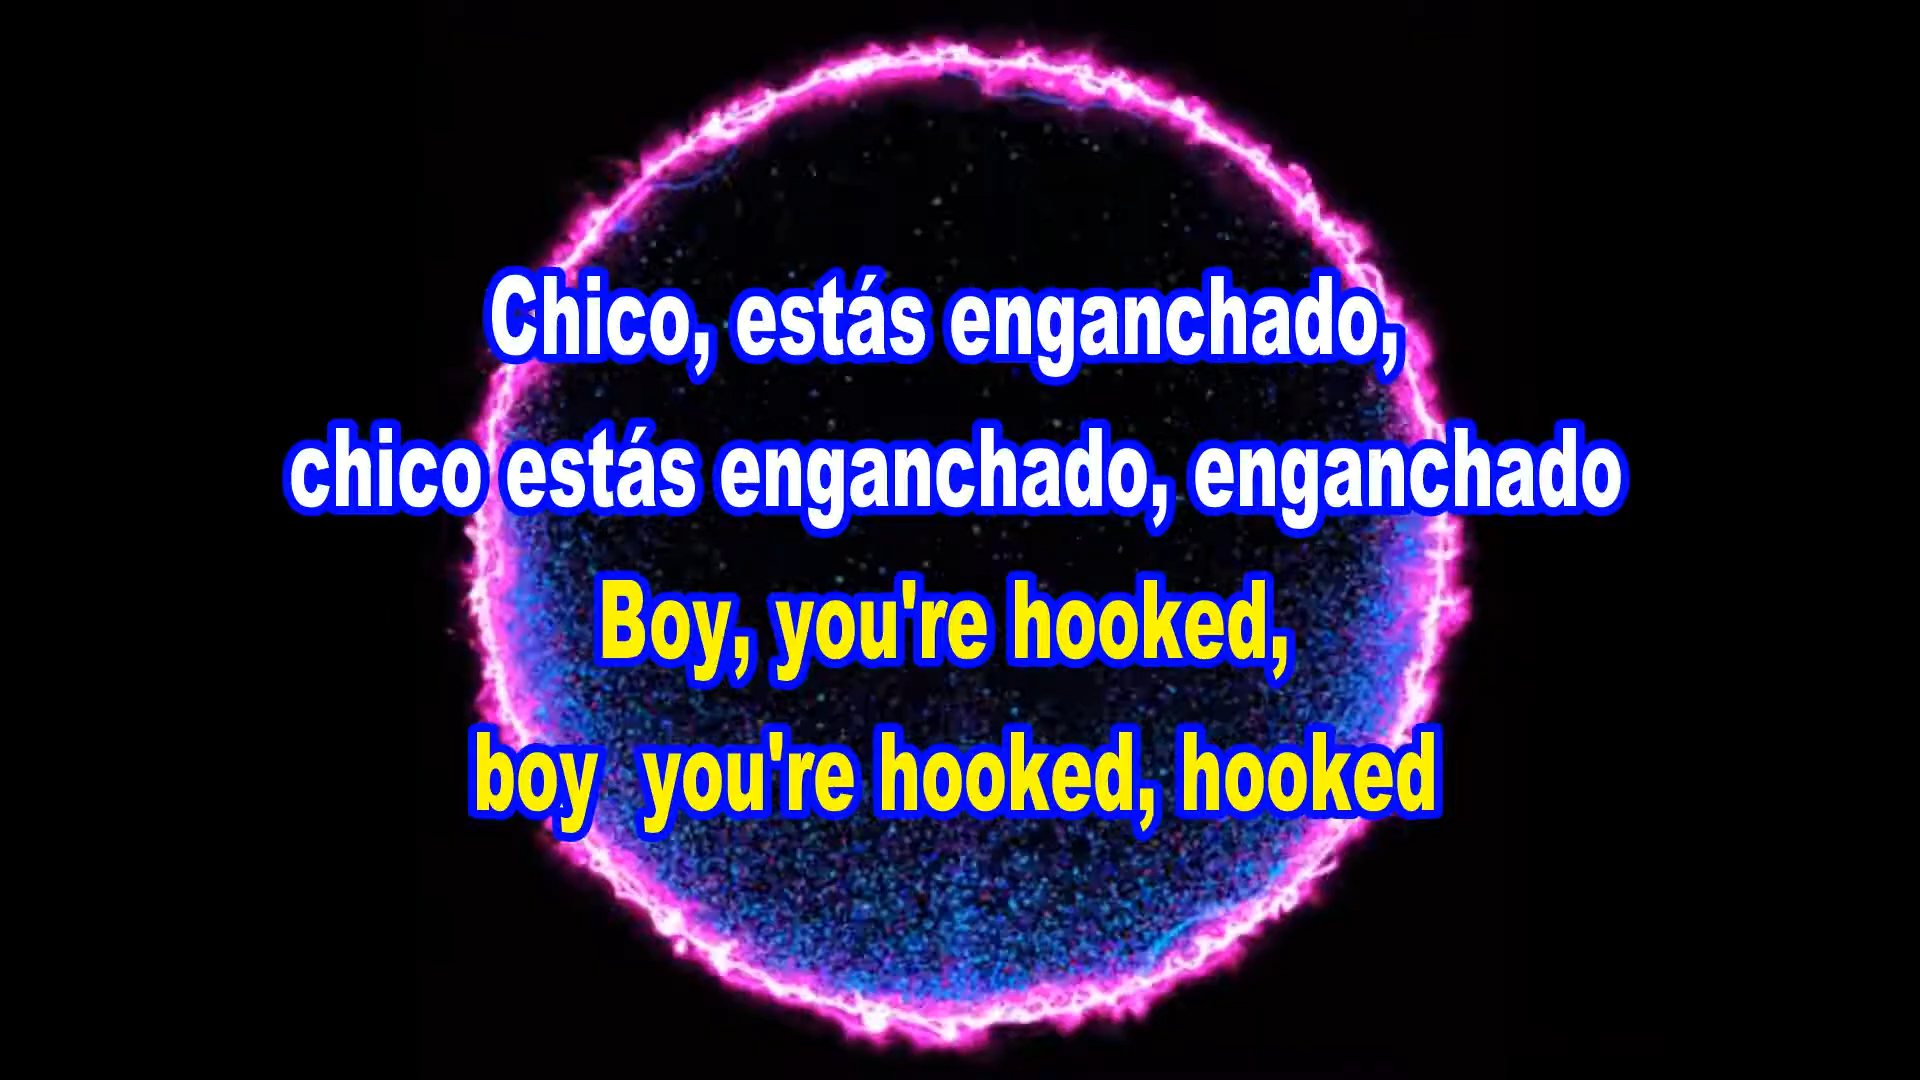 Chico, estás enganchado,
chico estás enganchado, enganchado
Boy, you're hooked,
boy  you're hooked, hooked